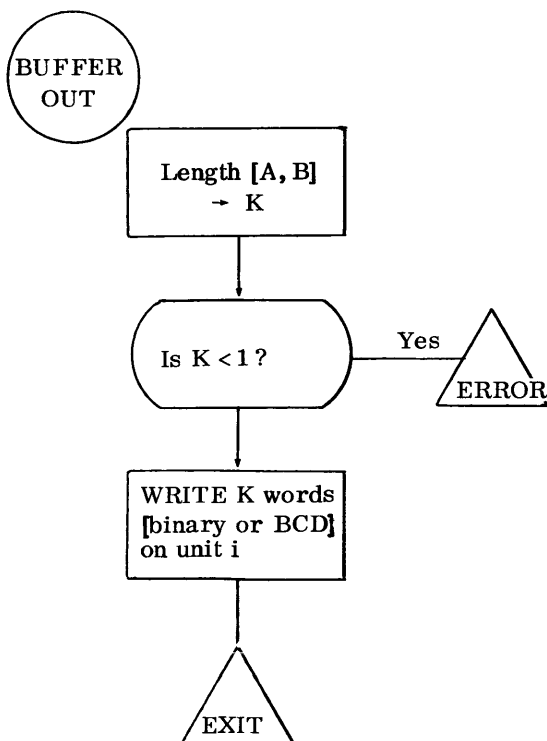 BUFFER
OUT
Length [A, B]
→ K
Is K < 1 ?
Yes
ERROR
WRITE K words
[binary or BCD]
on unit i
EXIT